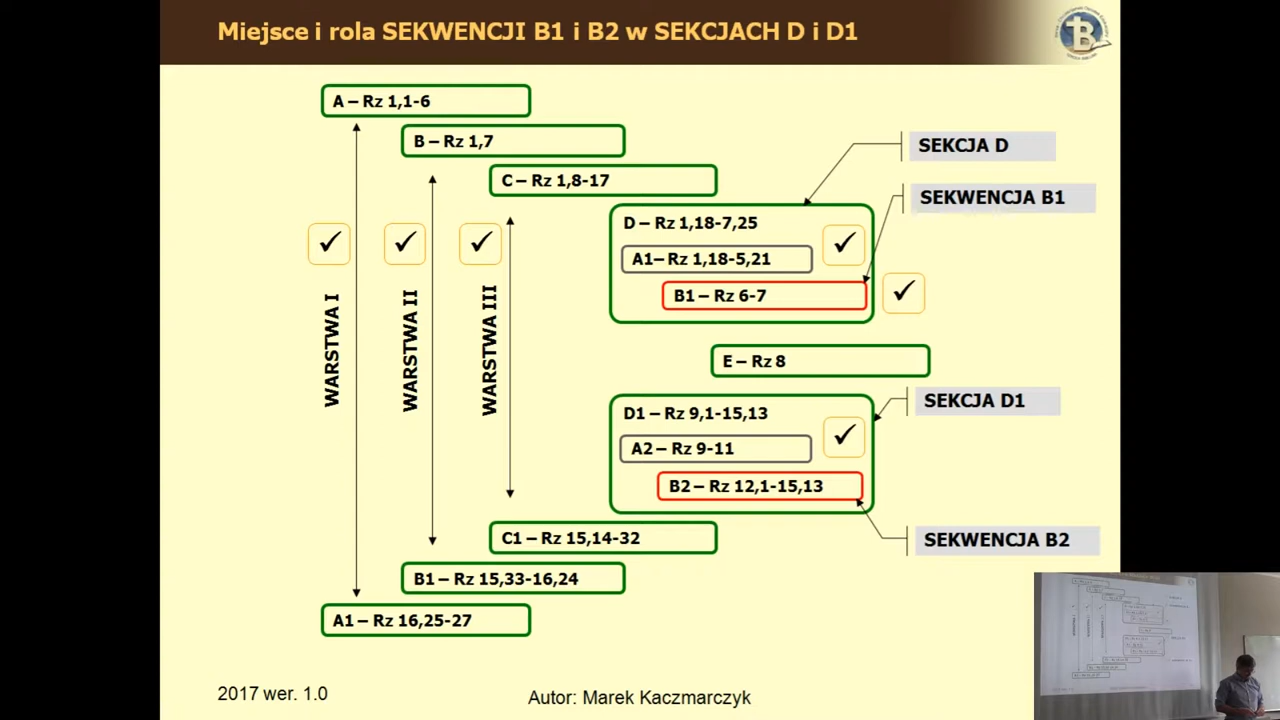 Miejsce i rola SEKWENCJI B1 i B2 w SEKCJACH D i D1
A – Rz 1,1-6
B – Rz 1,7
C – Rz 1,8-17
SEKCJA D
SEKWENCJA B1
D – Rz 1,18-7,25
A1– Rz 1,18-5,21
B1 – Rz 6-7
WARSTWA I
WARSTWA II
WARSTWA III
E – Rz 8
SEKCJA D1
D1 – Rz 9,1-15,13
A2 – Rz 9-11
B2 – Rz 12,1-15,13
SEKWENCJA B2
C1 – Rz 15,14-32
B1 – Rz 15,33-16,24
A1 – Rz 16,25-27
2017 wer. 1.0
Autor: Marek Kaczmarczyk